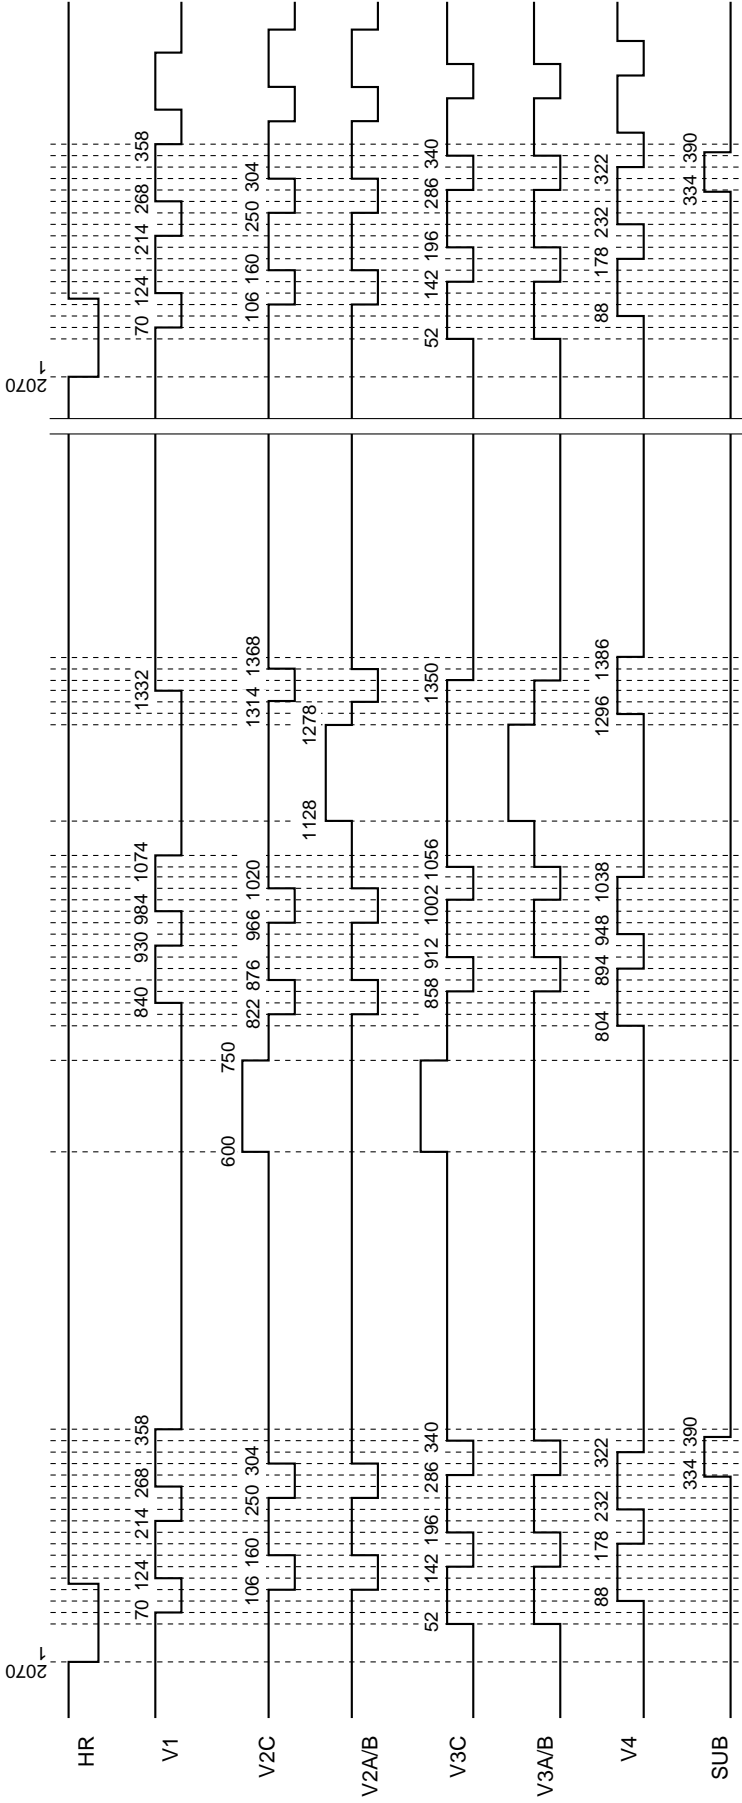 2070 1 2070 1
HR
70 124 214 268 358 840 930 984 1074 1332 70 124 214 268 358
V1
600 750
106 160 250 304 822 876 966 1020 1314 1368 106 160 250 304
V2C
1128 1278
V2A/B
52 142 196 286 340 858 912 1002 1056 1350 52 142 196 286 340
V3C
V3A/B
88 178 232 322 804 894 948 1038 1296 1386 88 178 232 322
V4
334 390 334 390
SUB